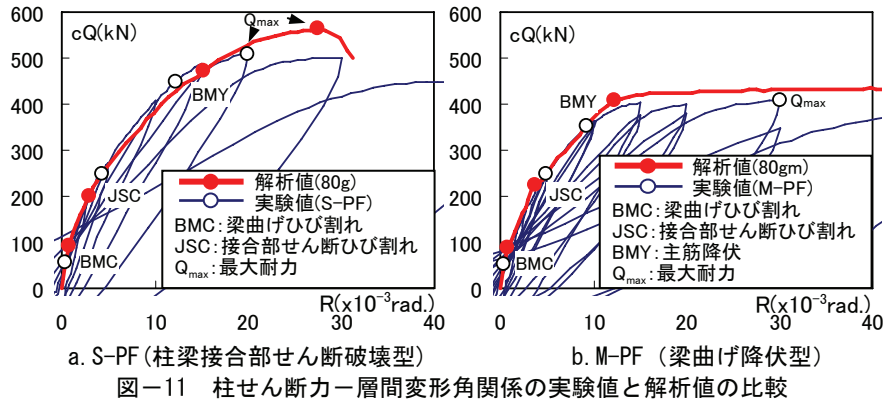 600
500
400
300
200
100
0
cQ(kN)
Qmax
BMY
JSC
BMC
解析値(80g)
実験値(S-PF)
BMC：梁曲げひび割れ
JSC：接合部せん断ひび割れ
Qmax：最大耐力
R(x10⁻³rad.)
0
10
20
30
40
a. S-PF(柱梁接合部せん断破壊型)
600
500
400
300
200
100
0
cQ(kN)
BMY
Qmax
JSC
BMC
解析値(80gm)
実験値(M-PF)
BMC：梁曲げひび割れ
JSC：接合部せん断ひび割れ
BMY：主筋降伏
Qmax：最大耐力
R(x10⁻³rad.)
0
10
20
30
40
b. M-PF (梁曲げ降伏型)
図－11 柱せん断力－層間変形角関係の実験値と解析値の比較